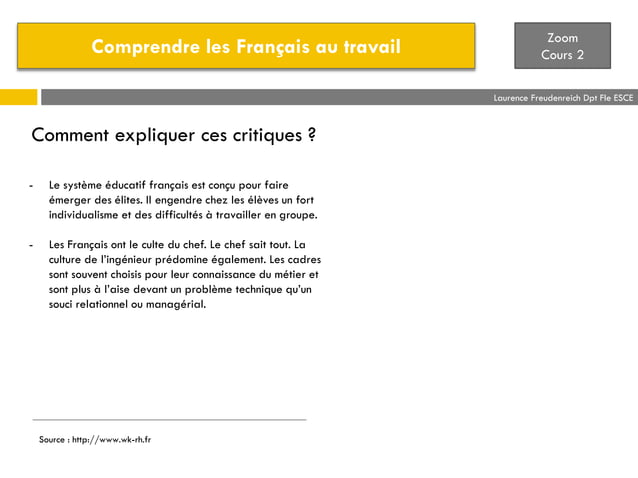 Comprendre les Français au travail
Zoom
Cours 2
Laurence Freudenreich Dpt Fle ESCE
Comment expliquer ces critiques ?
- Le système éducatif français est conçu pour faire
émerger des élites. Il engendre chez les élèves un fort
individualisme et des difficultés à travailler en groupe.
- Les Français ont le culte du chef. Le chef sait tout. La
culture de l'ingénieur prédomine également. Les cadres
sont souvent choisis pour leur connaissance du métier et
sont plus à l'aise devant un problème technique qu'un
souci relationnel ou managérial.
Source : http://www.wk-rh.fr